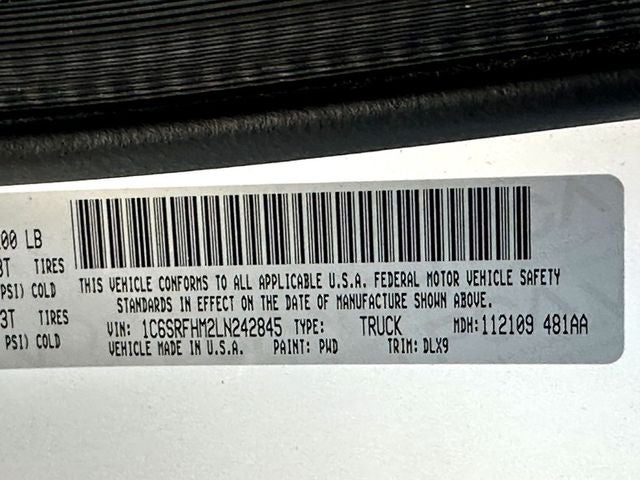 00 LB
3T TIRES
PSI) COLD
3T TIRES
PSI) COLD
THIS VEHICLE CONFORMS TO ALL APPLICABLE U.S.A. FEDERAL MOTOR VEHICLE SAFETY
STANDARDS IN EFFECT ON THE DATE OF MANUFACTURE SHOWN ABOVE.
VIN: 1C6SRFHM2LN242845 TYPE: TRUCK MDH: 112109 481AA
VEHICLE MADE IN U.S.A. PAINT: PWD TRIM: DLX9